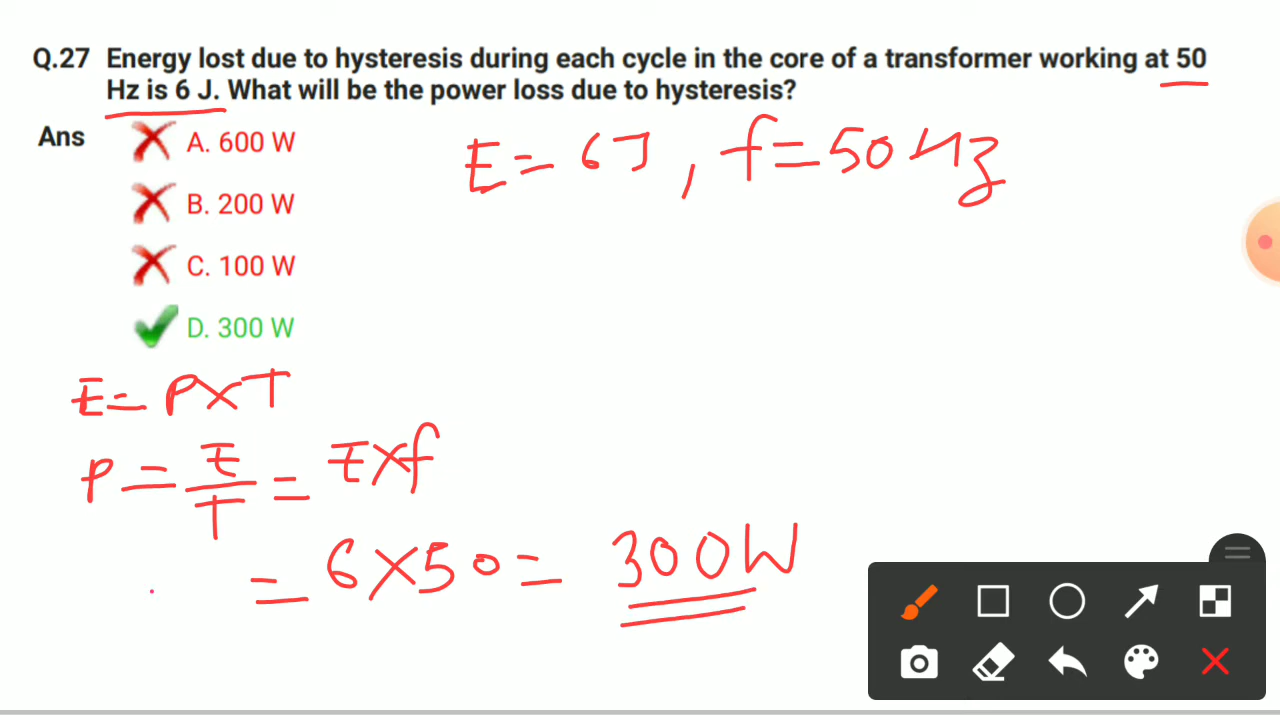 Q.27 Energy lost due to hysteresis during each cycle in the core of a transformer working at 50
Hz is 6 J. What will be the power loss due to hysteresis?
Ans A. 600 W
B. 200 W
C. 100 W
D. 300 W
E = 6J, f = 50 Hz
E = P×T
P = E/T = E×f
= 6×50 = 300W